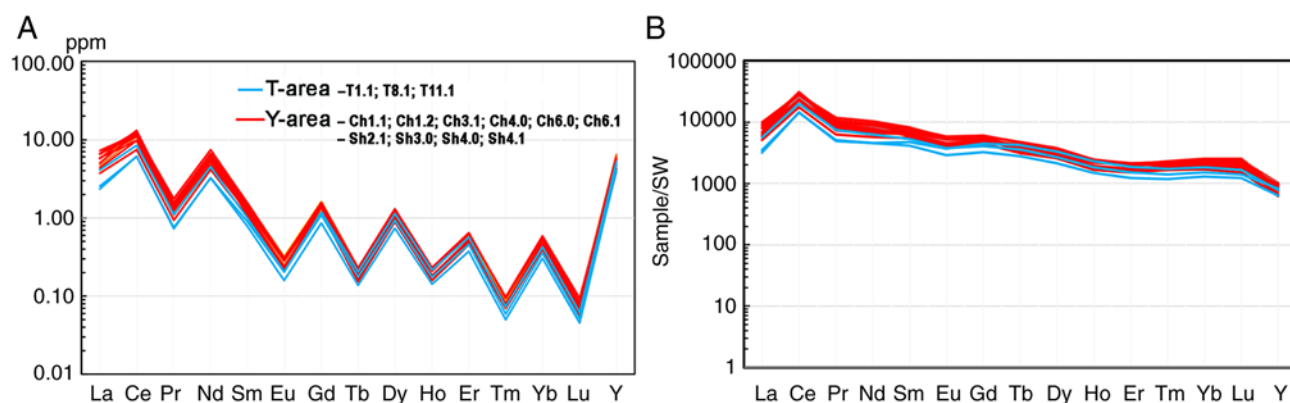 A
ppm
100.00
10.00
1.00
0.10
0.01
T-area –T1.1; T8.1; T11.1
Y-area – Ch1.1; Ch1.2; Ch3.1; Ch4.0; Ch6.0; Ch6.1
– Sh2.1; Sh3.0; Sh4.0; Sh4.1
La Ce Pr Nd Sm Eu Gd Tb Dy Ho Er Tm Yb Lu Y
B
Sample/SW
100000
10000
1000
100
10
1
La Ce Pr Nd Sm Eu Gd Tb Dy Ho Er Tm Yb Lu Y